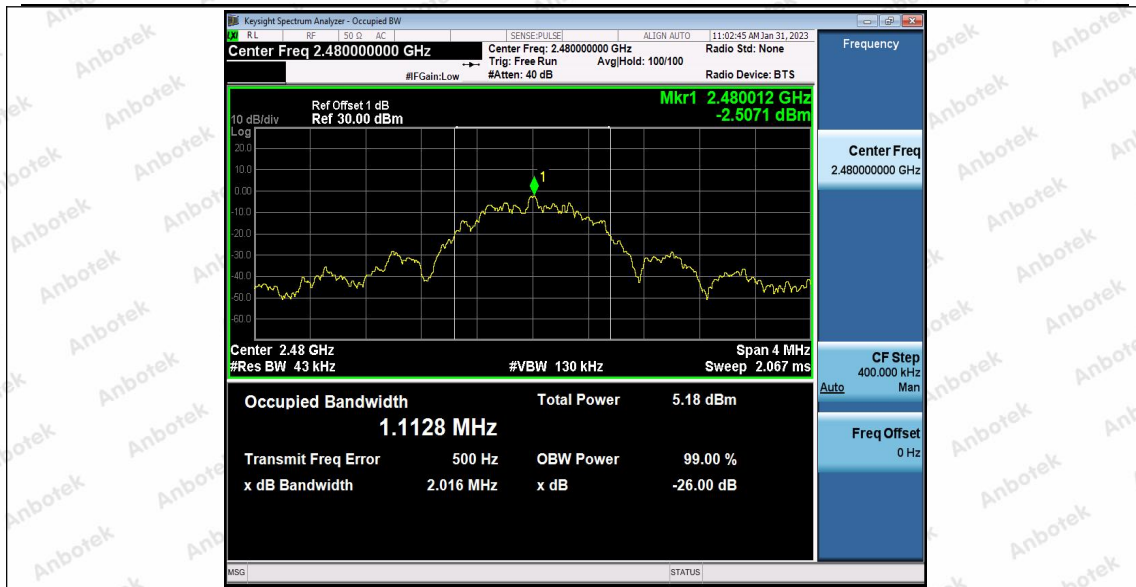 Keysight Spectrum Analyzer - Occupied BW
LXI RL RF 50 Ω AC SENSE:PULSE ALIGN AUTO 11:02:45 AM Jan 31, 2023
Center Freq 2.480000000 GHz
Center Freq: 2.480000000 GHz Radio Std: None
Trig: Free Run Avg|Hold: 100/100
#IFGain:Low #Atten: 40 dB Radio Device: BTS
Frequency
Mkr1 2.480012 GHz
-2.5071 dBm
Ref Offset 1 dB
10 dB/div Ref 30.00 dBm
Log
20.0
10.0
0.00
-10.0
-20.0
-30.0
-40.0
-50.0
-60.0
1
Center Freq
2.480000000 GHz
Center 2.48 GHz Span 4 MHz
#Res BW 43 kHz #VBW 130 kHz Sweep 2.067 ms
CF Step
400.000 kHz
Auto Man
Occupied Bandwidth Total Power 5.18 dBm
1.1128 MHz
Transmit Freq Error 500 Hz OBW Power 99.00 %
x dB Bandwidth 2.016 MHz x dB -26.00 dB
Freq Offset
0 Hz
MSG STATUS
Anbotek